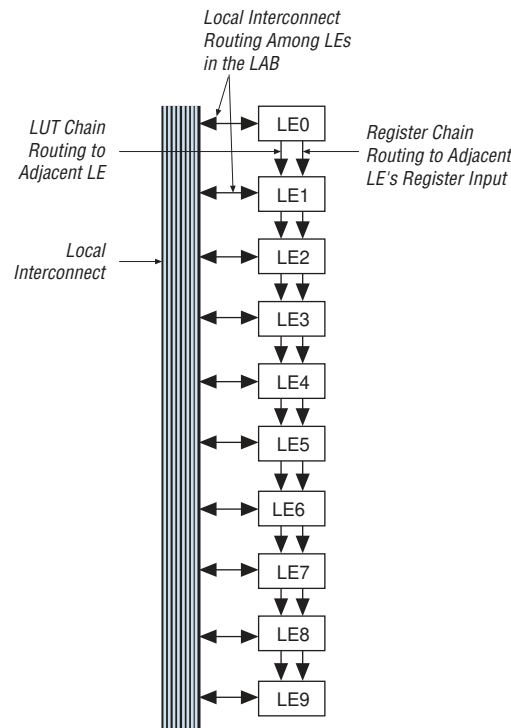 Local Interconnect
Routing Among LEs
in the LAB
LUT Chain
Routing to
Adjacent LE
Register Chain
Routing to Adjacent
LE's Register Input
Local
Interconnect
LE0
LE1
LE2
LE3
LE4
LE5
LE6
LE7
LE8
LE9